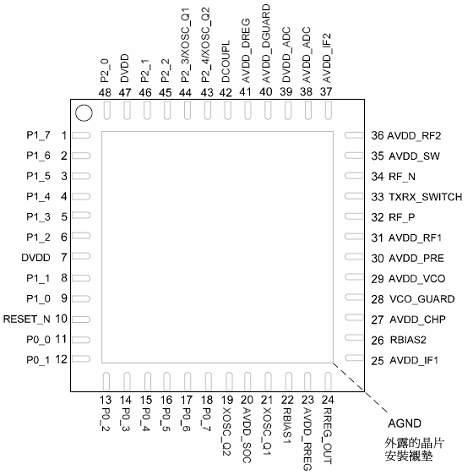 P2_0
DVDD
P2_1
P2_2
P2_3/XOSC_Q1
P2_4/XOSC_Q2
DCOUPL
AVDD_DREG
AVDD_DGUARD
DVDD_ADC
AVDD_ADC
AVDD_IF2
48 47 46 45 44 43 42 41 40 39 38 37
P1_7 1
P1_6 2
P1_5 3
P1_4 4
P1_3 5
P1_2 6
DVDD 7
P1_1 8
P1_0 9
RESET_N 10
P0_0 11
P0_1 12
36 AVDD_RF2
35 AVDD_SW
34 RF_N
33 TXRX_SWITCH
32 RF_P
31 AVDD_RF1
30 AVDD_PRE
29 AVDD_VCO
28 VCO_GUARD
27 AVDD_CHP
26 RBIAS2
25 AVDD_IF1
13 14 15 16 17 18 19 20 21 22 23 24
P0_2
P0_3
P0_4
P0_5
P0_6
P0_7
XOSC_Q2
AVDD_SOC
XOSC_Q1
RBIAS1
AVDD_RREG
RREG_OUT
AGND
外露的晶片
安裝襯墊